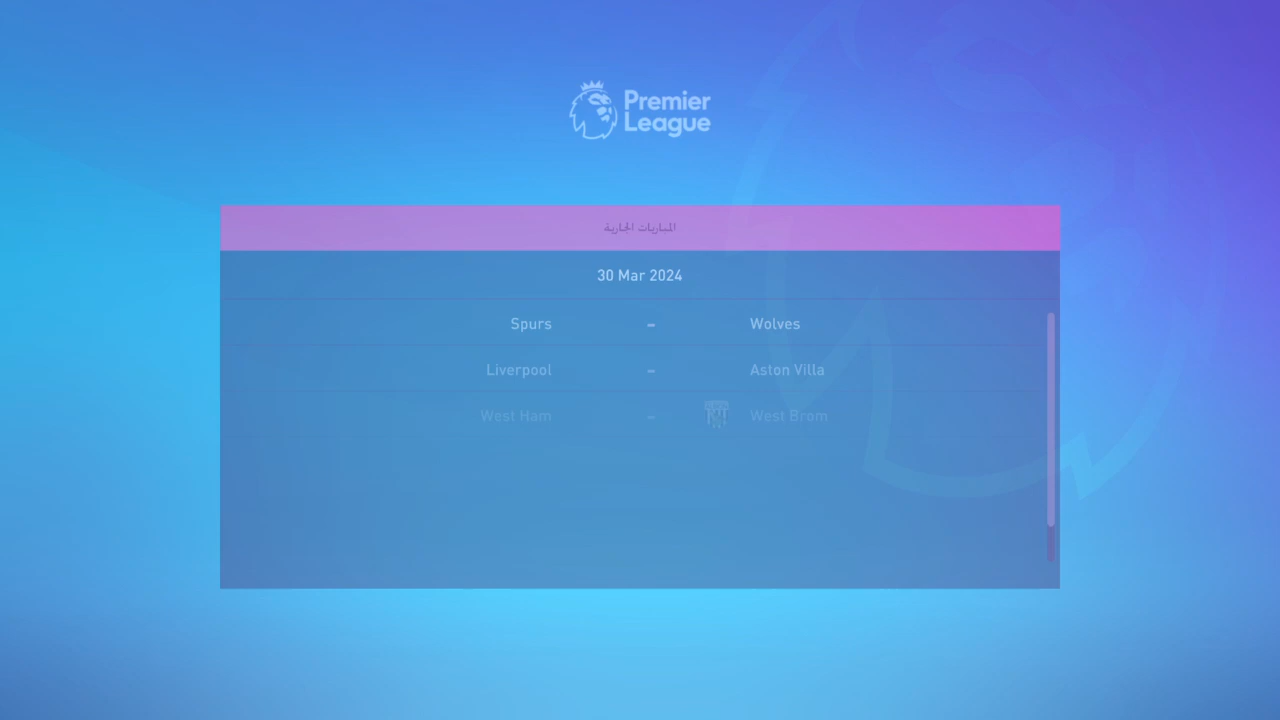 Premier
League
المباريات الجارية
30 Mar 2024
Spurs - Wolves
Liverpool - Aston Villa
West Ham - West Brom